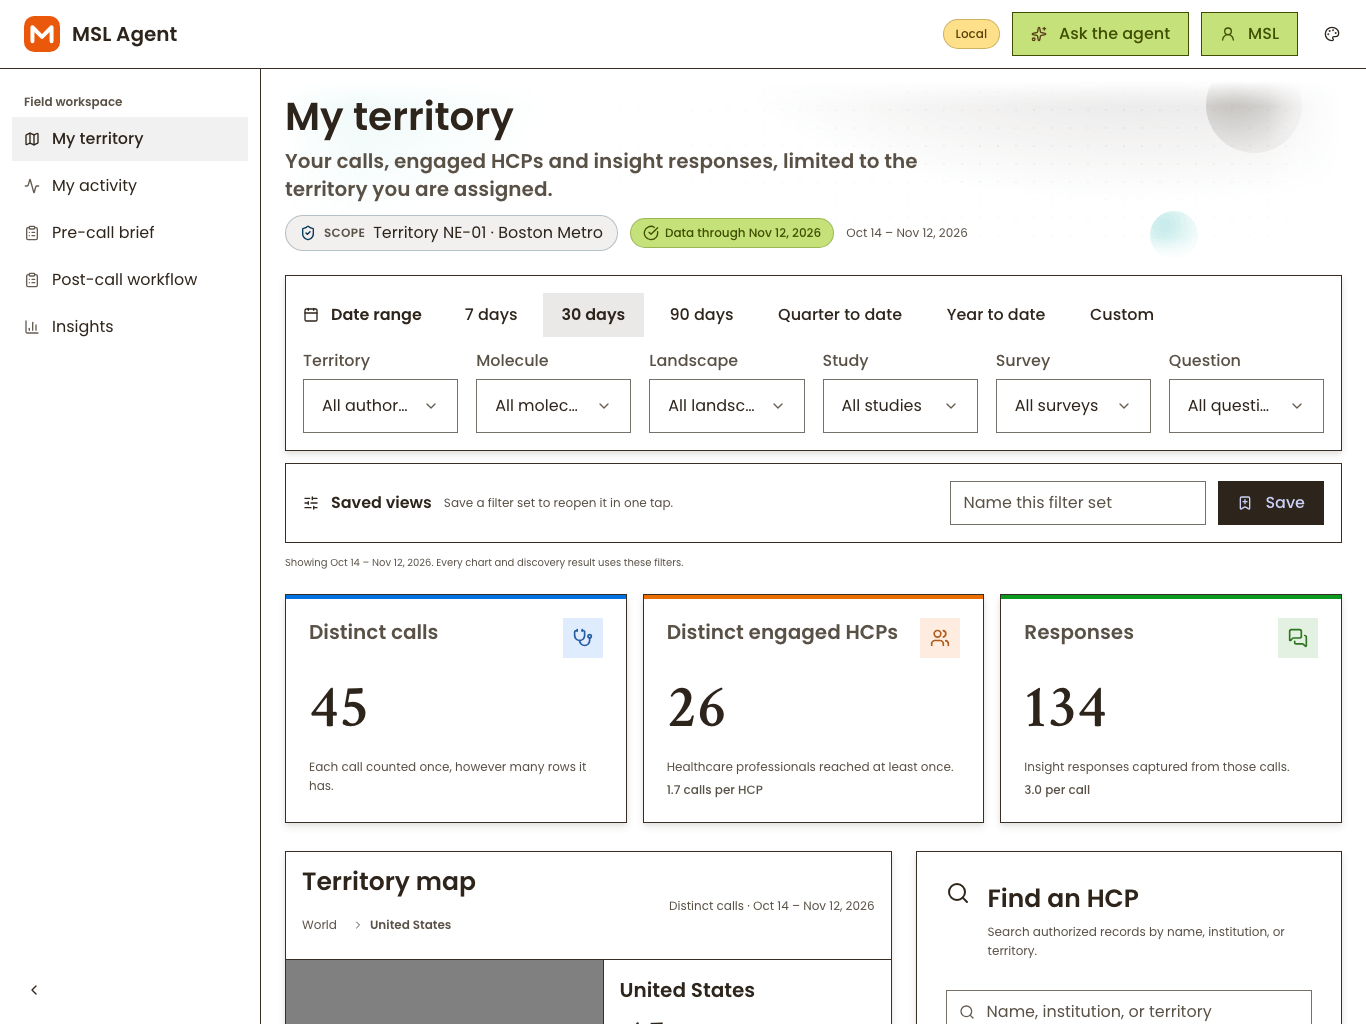 MSL Agent
Local
Ask the agent
MSL
Field workspace
My territory
My activity
Pre-call brief
Post-call workflow
Insights
My territory
Your calls, engaged HCPs and insight responses, limited to the
territory you are assigned.
SCOPE Territory NE-01 · Boston Metro
Data through Nov 12, 2026
Oct 14 – Nov 12, 2026
Date range
7 days
30 days
90 days
Quarter to date
Year to date
Custom
Territory
Molecule
Landscape
Study
Survey
Question
All author...
All molec...
All landsc...
All studies
All surveys
All questi...
Saved views
Save a filter set to reopen it in one tap.
Name this filter set
Save
Showing Oct 14 – Nov 12, 2026. Every chart and discovery result uses these filters.
Distinct calls
45
Each call counted once, however many rows it
has.
Distinct engaged HCPs
26
Healthcare professionals reached at least once.
1.7 calls per HCP
Responses
134
Insight responses captured from those calls.
3.0 per call
Territory map
World > United States
Distinct calls · Oct 14 – Nov 12, 2026
United States
Find an HCP
Search authorized records by name, institution, or
territory.
Name, institution, or territory